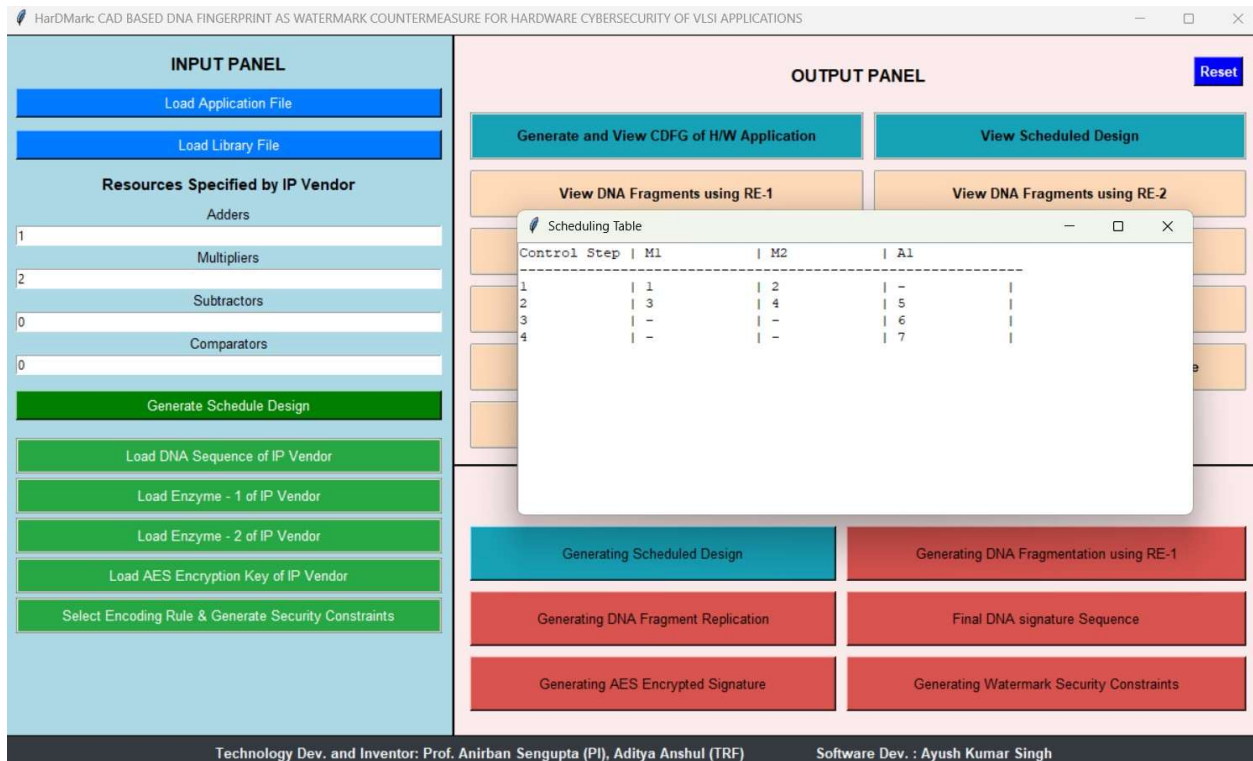 HarDMark: CAD BASED DNA FINGERPRINT AS WATERMARK COUNTERMEASURE FOR HARDWARE CYBERSECURITY OF VLSI APPLICATIONS
INPUT PANEL
Load Application File
Load Library File
Resources Specified by IP Vendor
Adders
1
Multipliers
2
Subtractors
0
Comparators
0
Generate Schedule Design
Load DNA Sequence of IP Vendor
Load Enzyme - 1 of IP Vendor
Load Enzyme - 2 of IP Vendor
Load AES Encryption Key of IP Vendor
Select Encoding Rule & Generate Security Constraints
OUTPUT PANEL
Reset
Generate and View CDFG of H/W Application
View Scheduled Design
View DNA Fragments using RE-1
View DNA Fragments using RE-2
Scheduling Table
Control Step | M1 | M2 | A1
----------------------------------------------------------------
1 | 1 | 2 | - |
2 | 3 | 4 | 5 |
3 | - | - | 6 |
4 | - | - | 7 |
e
Generating Scheduled Design
Generating DNA Fragmentation using RE-1
Generating DNA Fragment Replication
Final DNA signature Sequence
Generating AES Encrypted Signature
Generating Watermark Security Constraints
Technology Dev. and Inventor: Prof. Anirban Sengupta (PI), Aditya Anshul (TRF) Software Dev. : Ayush Kumar Singh